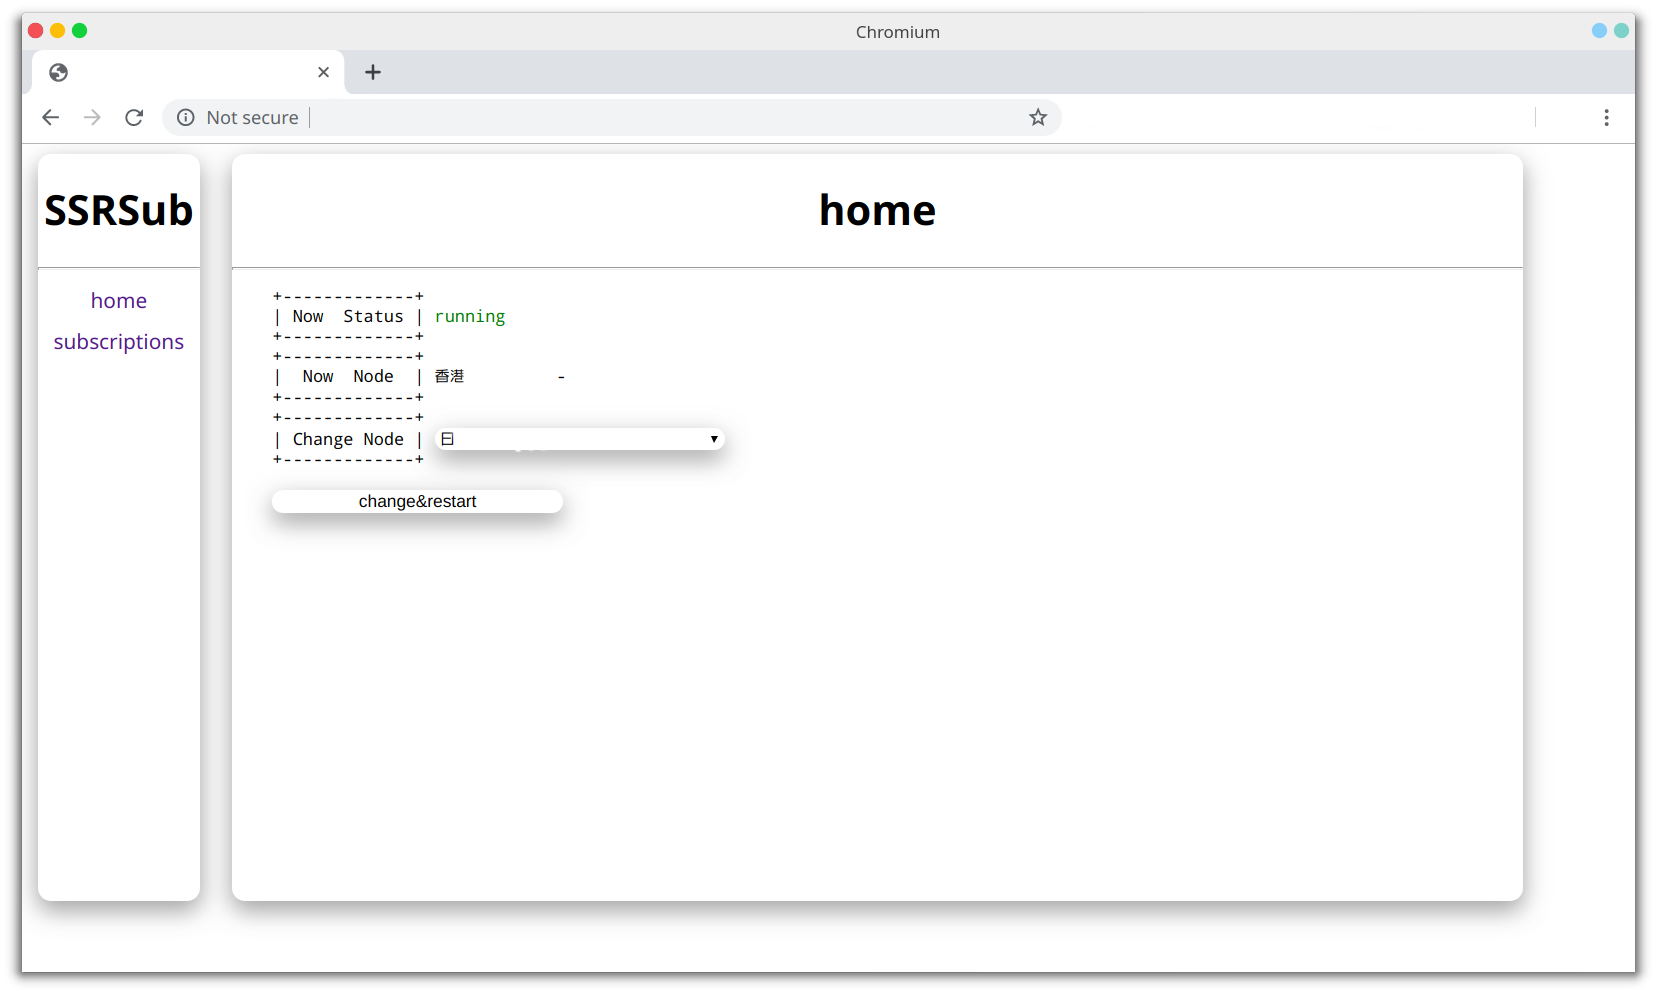 Chromium
Not secure
SSRSub
home
subscriptions
home
+-------------+
| Now  Status | running
+-------------+
+-------------+
|  Now  Node  | 香港         -
+-------------+
+-------------+
| Change Node | 日
+-------------+
change&restart